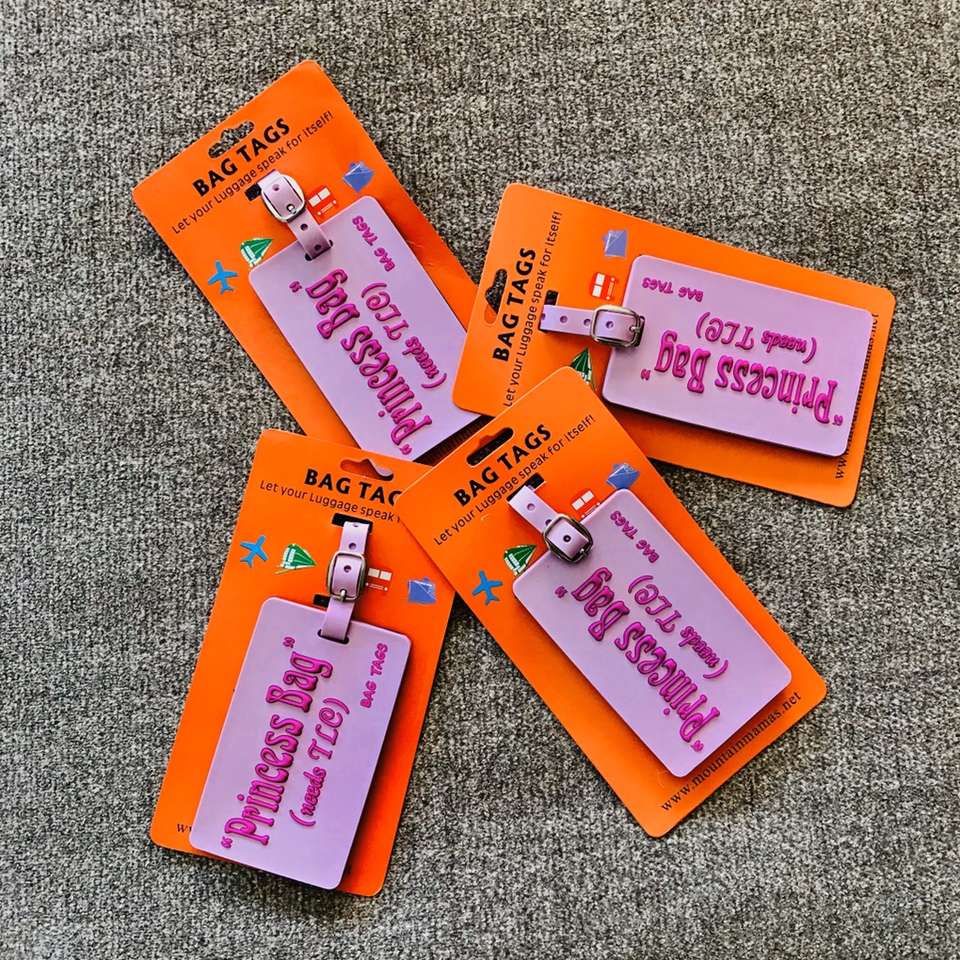 BAG TAGS
Let your Luggage speak for itself!
"Princess Bag"
(needs TLC)
BAG TAGS
BAG TAGS
Let your Luggage speak for itself!
"Princess Bag"
(needs TLC)
BAG TAGS
BAG TAGS
Let your Luggage speak
"Princess Bag"
(needs TLC)
BAG TAGS
BAG TAGS
Let your Luggage speak for itself!
"Princess Bag"
(needs TLC)
BAG TAGS
www.mountainmamas.net